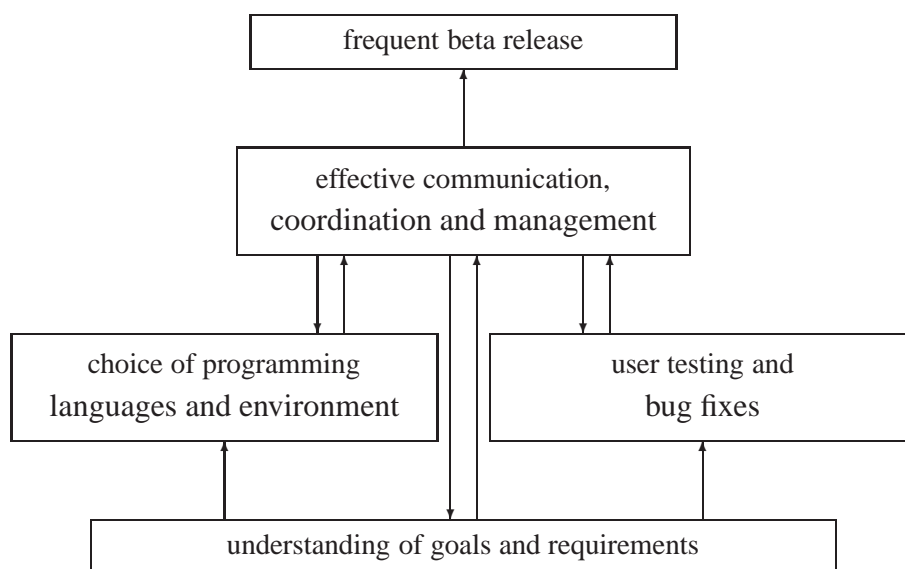 frequent beta release
effective communication,
coordination and management
choice of programming
languages and environment
user testing and
bug fixes
understanding of goals and requirements